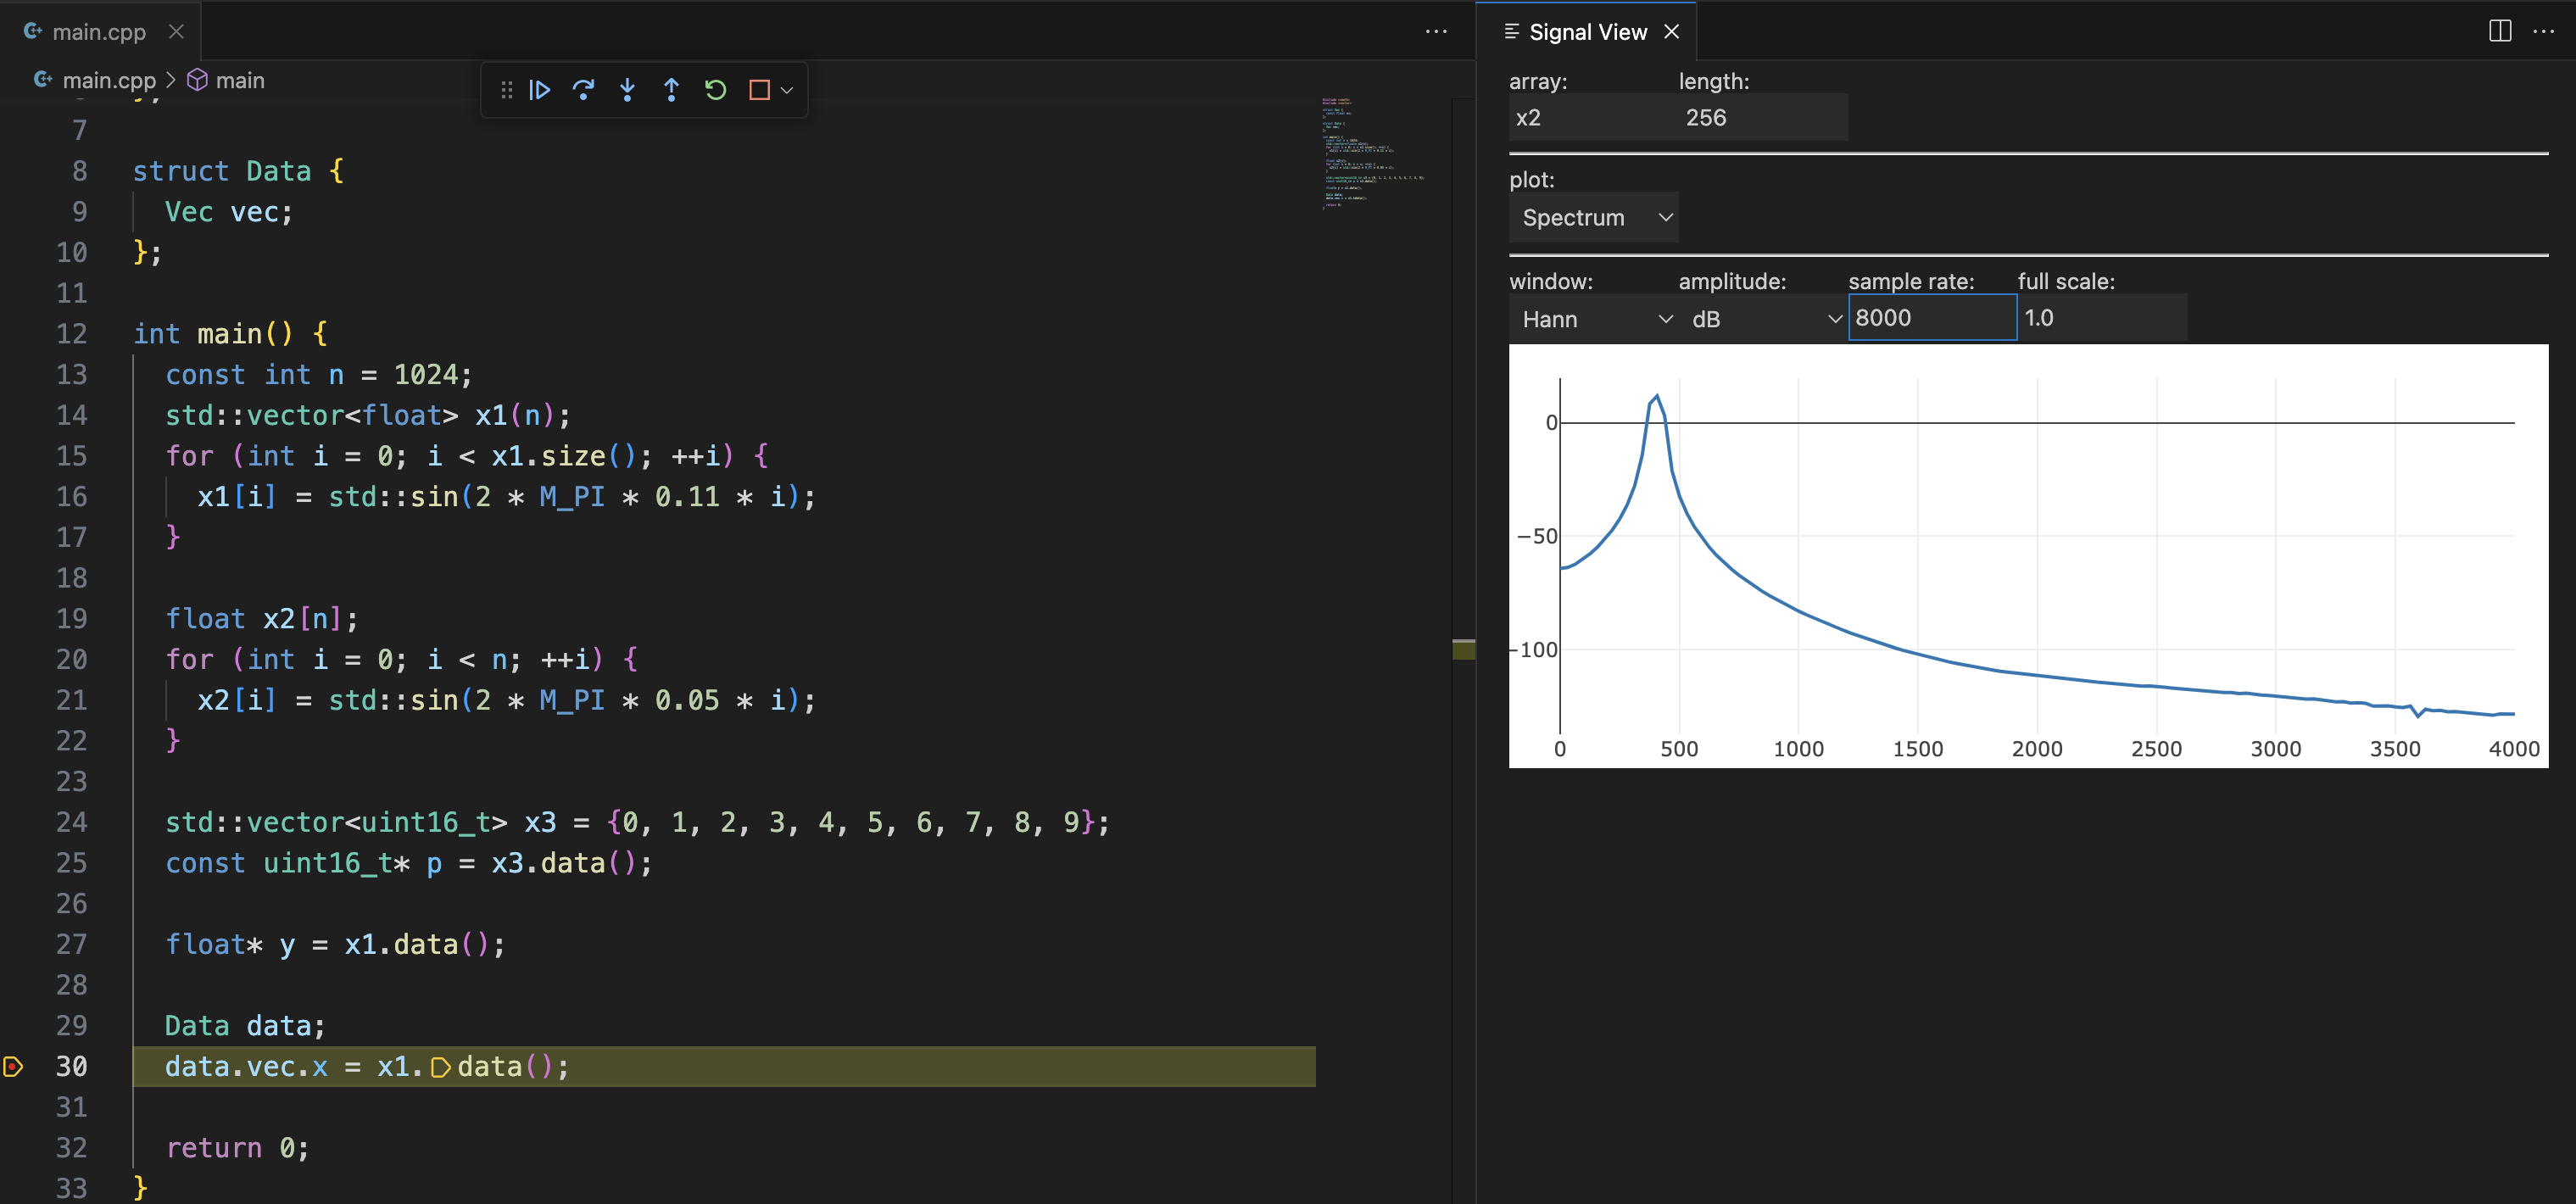 main.cpp
Signal View
main.cpp > main
7
8 struct Data {
9 Vec vec;
10 };
11
12 int main() {
13 const int n = 1024;
14 std::vector<float> x1(n);
15 for (int i = 0; i < x1.size(); ++i) {
16 x1[i] = std::sin(2 * M_PI * 0.11 * i);
17 }
18
19 float x2[n];
20 for (int i = 0; i < n; ++i) {
21 x2[i] = std::sin(2 * M_PI * 0.05 * i);
22 }
23
24 std::vector<uint16_t> x3 = {0, 1, 2, 3, 4, 5, 6, 7, 8, 9};
25 const uint16_t* p = x3.data();
26
27 float* y = x1.data();
28
29 Data data;
30 data.vec.x = x1.data();
31
32 return 0;
33 }
array: length:
x2 256
plot:
Spectrum
window: amplitude: sample rate: full scale:
Hann dB 8000 1.0
0
−50
−100
0 500 1000 1500 2000 2500 3000 3500 4000